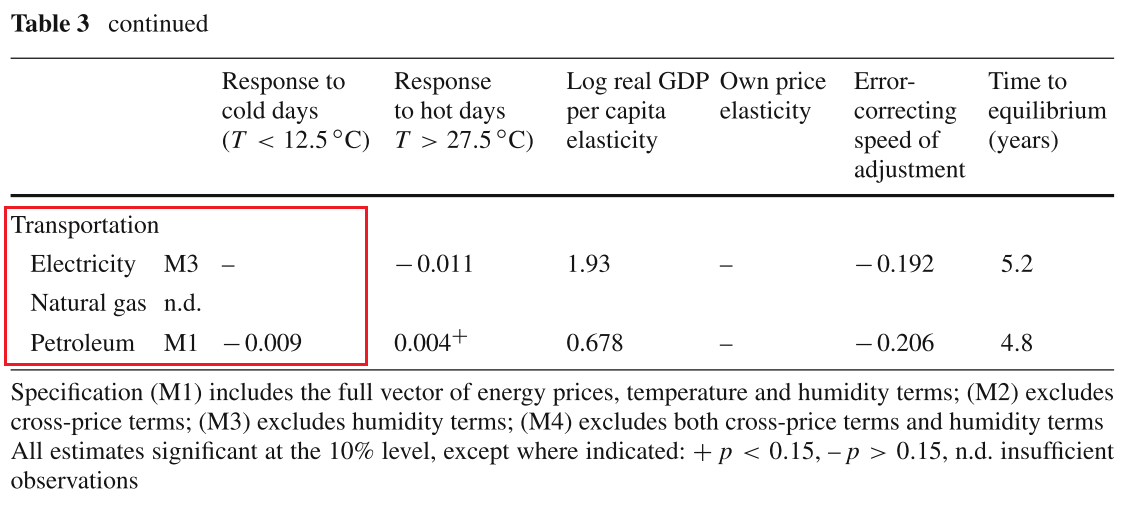 Table 3 continued
Response to cold days (T < 12.5 °C) Response to hot days T > 27.5 °C) Log real GDP per capita elasticity Own price elasticity Error-correcting speed of adjustment Time to equilibrium (years)
Transportation
Electricity M3 – −0.011 1.93 – −0.192 5.2
Natural gas n.d.
Petroleum M1 −0.009 0.004+ 0.678 – −0.206 4.8
Specification (M1) includes the full vector of energy prices, temperature and humidity terms; (M2) excludes
cross-price terms; (M3) excludes humidity terms; (M4) excludes both cross-price terms and humidity terms
All estimates significant at the 10% level, except where indicated: + p < 0.15, – p > 0.15, n.d. insufficient
observations